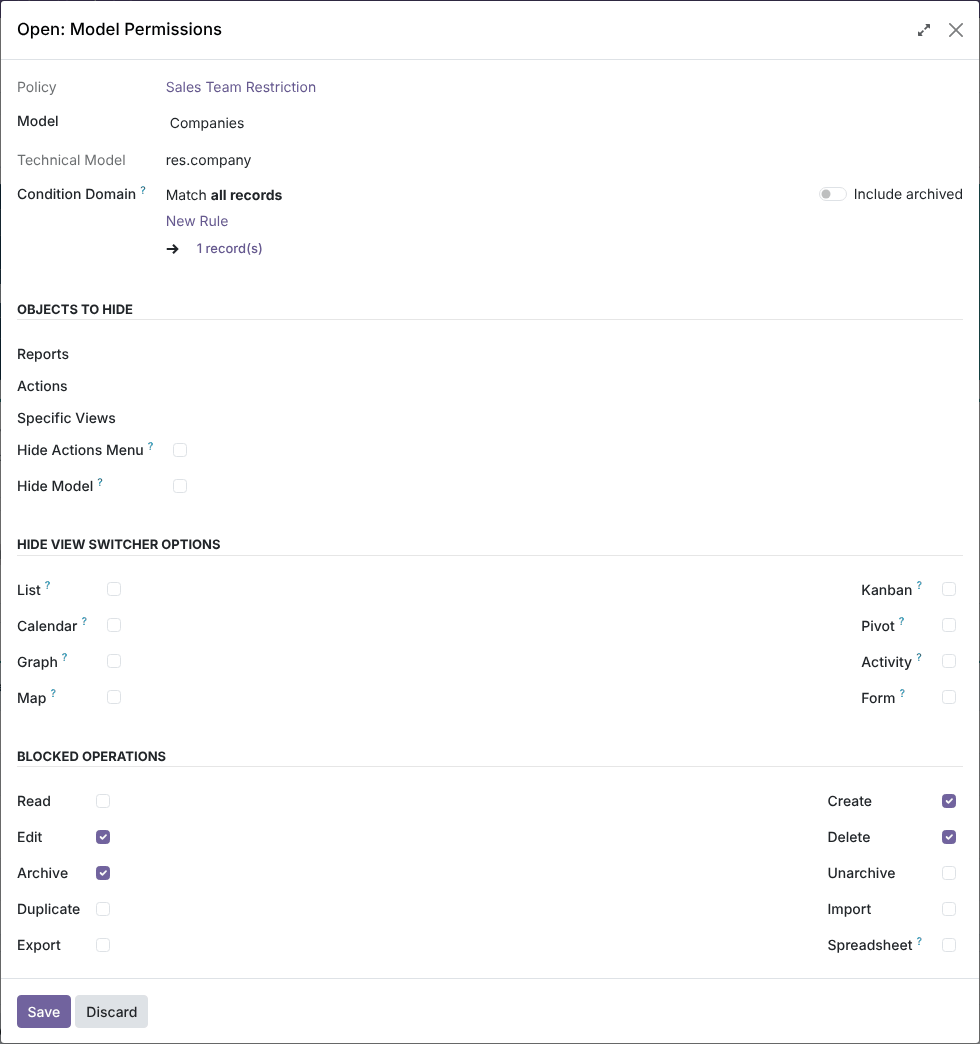 Open: Model Permissions
Policy Sales Team Restriction
Model Companies
Technical Model res.company
Condition Domain ? Match all records Include archived
New Rule
→ 1 record(s)
OBJECTS TO HIDE
Reports
Actions
Specific Views
Hide Actions Menu ?
Hide Model ?
HIDE VIEW SWITCHER OPTIONS
List ? Kanban ?
Calendar ? Pivot ?
Graph ? Activity ?
Map ? Form ?
BLOCKED OPERATIONS
Read Create
Edit Delete
Archive Unarchive
Duplicate Import
Export Spreadsheet ?
Save Discard